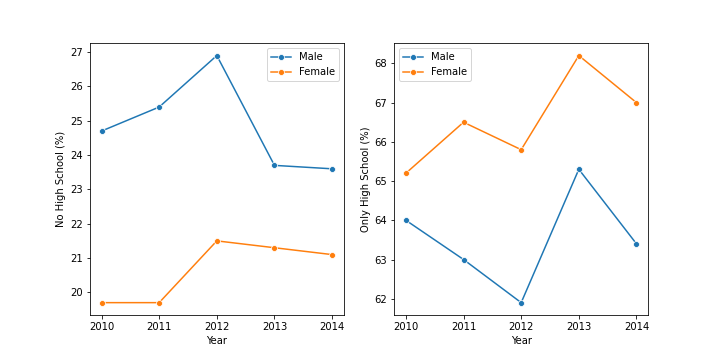 No High School (%)
27
26
25
24
23
22
21
20
Male
Female
2010 2011 2012 2013 2014
Year
Only High School (%)
68
67
66
65
64
63
62
Male
Female
2010 2011 2012 2013 2014
Year